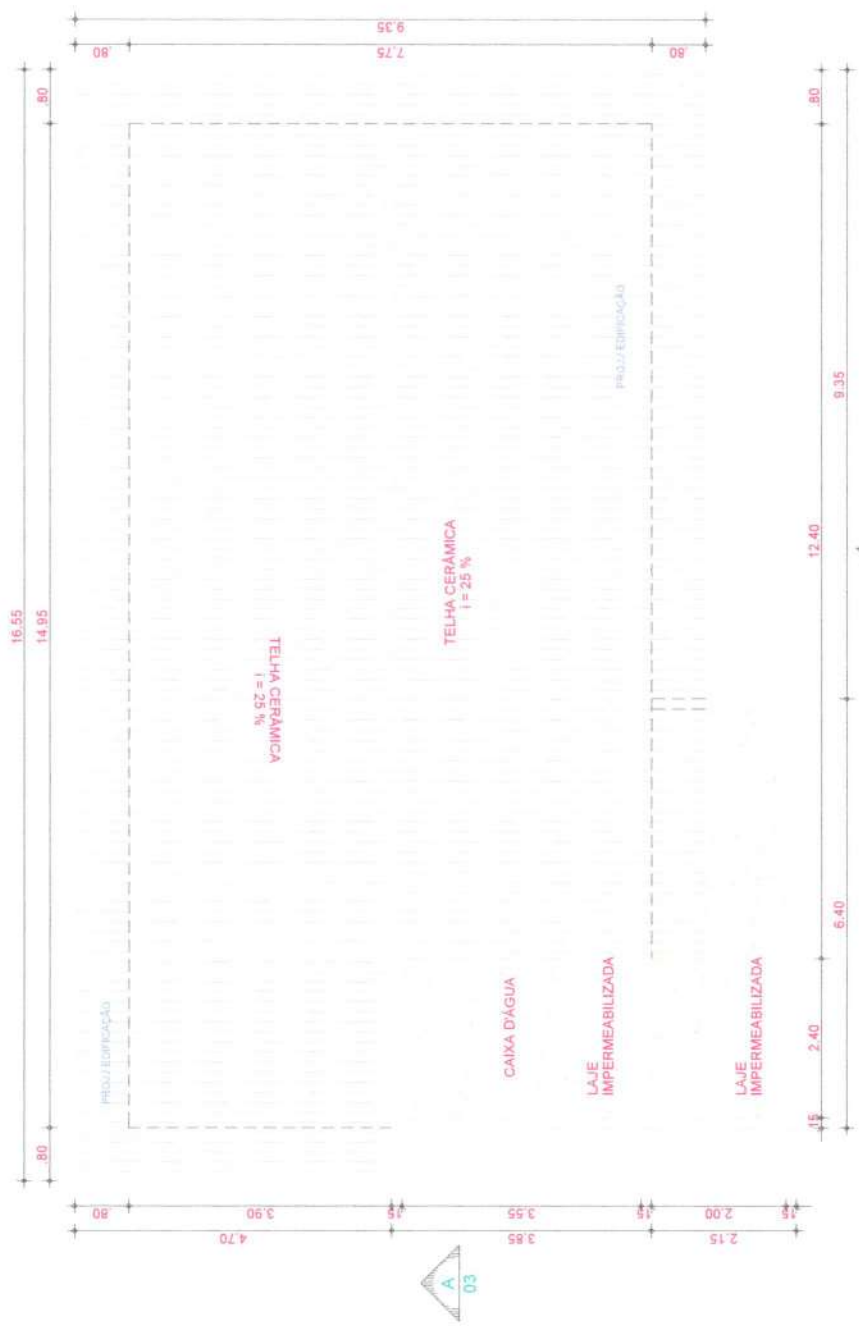 9.35
.80
7.75
.80
16.55
.80
14.95
.80
PROJ./ EDIFICAÇÃO
PROJ./ EDIFICAÇÃO
TELHA CERÂMICA
i = 25 %
TELHA CERÂMICA
i = 25 %
CAIXA D'ÁGUA
LAJE
IMPERMEABILIZADA
LAJE
IMPERMEABILIZADA
.80
12.40
2.40
.15
9.35
6.40
.80
3.90
.15
3.55
.15
2.00
.15
4.70
3.85
2.15
A
03